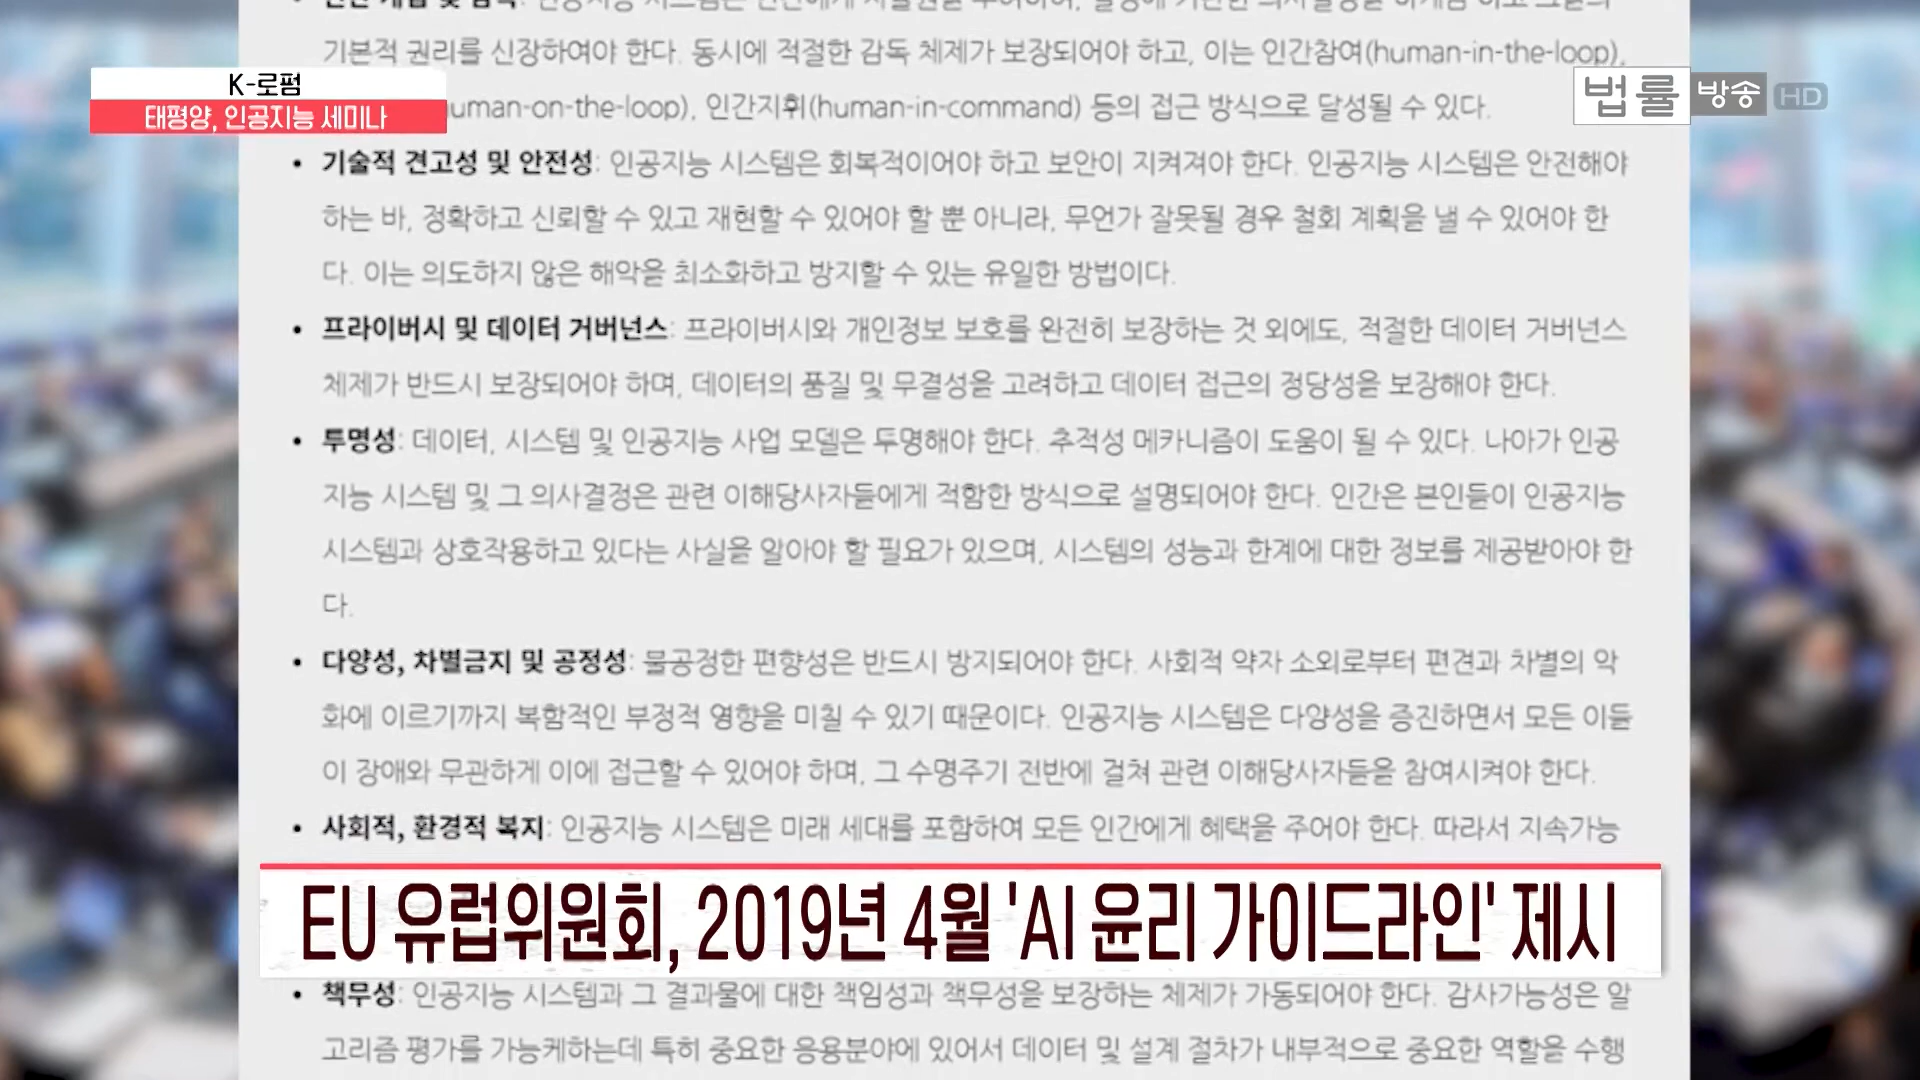 K-로펌
태평양, 인공지능 세미나
법률방송 HD
기본적 권리를 신장하여야 한다. 동시에 적절한 감독 체제가 보장되어야 하고, 이는 인간참여(human-in-the-loop),
uman-on-the-loop), 인간지휘(human-in-command) 등의 접근 방식으로 달성될 수 있다.
• 기술적 견고성 및 안전성: 인공지능 시스템은 회복적이어야 하고 보안이 지켜져야 한다. 인공지능 시스템은 안전해야
하는 바, 정확하고 신뢰할 수 있고 재현할 수 있어야 할 뿐 아니라, 무언가 잘못될 경우 철회 계획을 낼 수 있어야 한
다. 이는 의도하지 않은 해악을 최소화하고 방지할 수 있는 유일한 방법이다.
• 프라이버시 및 데이터 거버넌스: 프라이버시와 개인정보 보호를 완전히 보장하는 것 외에도, 적절한 데이터 거버넌스
체제가 반드시 보장되어야 하며, 데이터의 품질 및 무결성을 고려하고 데이터 접근의 정당성을 보장해야 한다.
• 투명성: 데이터, 시스템 및 인공지능 사업 모델은 투명해야 한다. 추적성 메카니즘이 도움이 될 수 있다. 나아가 인공
지능 시스템 및 그 의사결정은 관련 이해당사자들에게 적합한 방식으로 설명되어야 한다. 인간은 본인들이 인공지능
시스템과 상호작용하고 있다는 사실을 알아야 할 필요가 있으며, 시스템의 성능과 한계에 대한 정보를 제공받아야 한
다.
• 다양성, 차별금지 및 공정성: 불공정한 편향성은 반드시 방지되어야 한다. 사회적 약자 소외로부터 편견과 차별의 악
화에 이르기까지 복합적인 부정적 영향을 미칠 수 있기 때문이다. 인공지능 시스템은 다양성을 증진하면서 모든 이들
이 장애와 무관하게 이에 접근할 수 있어야 하며, 그 수명주기 전반에 걸쳐 관련 이해당사자들을 참여시켜야 한다.
• 사회적, 환경적 복지: 인공지능 시스템은 미래 세대를 포함하여 모든 인간에게 혜택을 주어야 한다. 따라서 지속가능
EU 유럽위원회, 2019년 4월 'AI 윤리 가이드라인' 제시
• 책무성: 인공지능 시스템과 그 결과물에 대한 책임성과 책무성을 보장하는 체제가 가동되어야 한다. 감사가능성은 알
고리즘 평가를 가능케하는데 특히 중요한 응용분야에 있어서 데이터 및 설계 절차가 내부적으로 중요한 역할을 수행